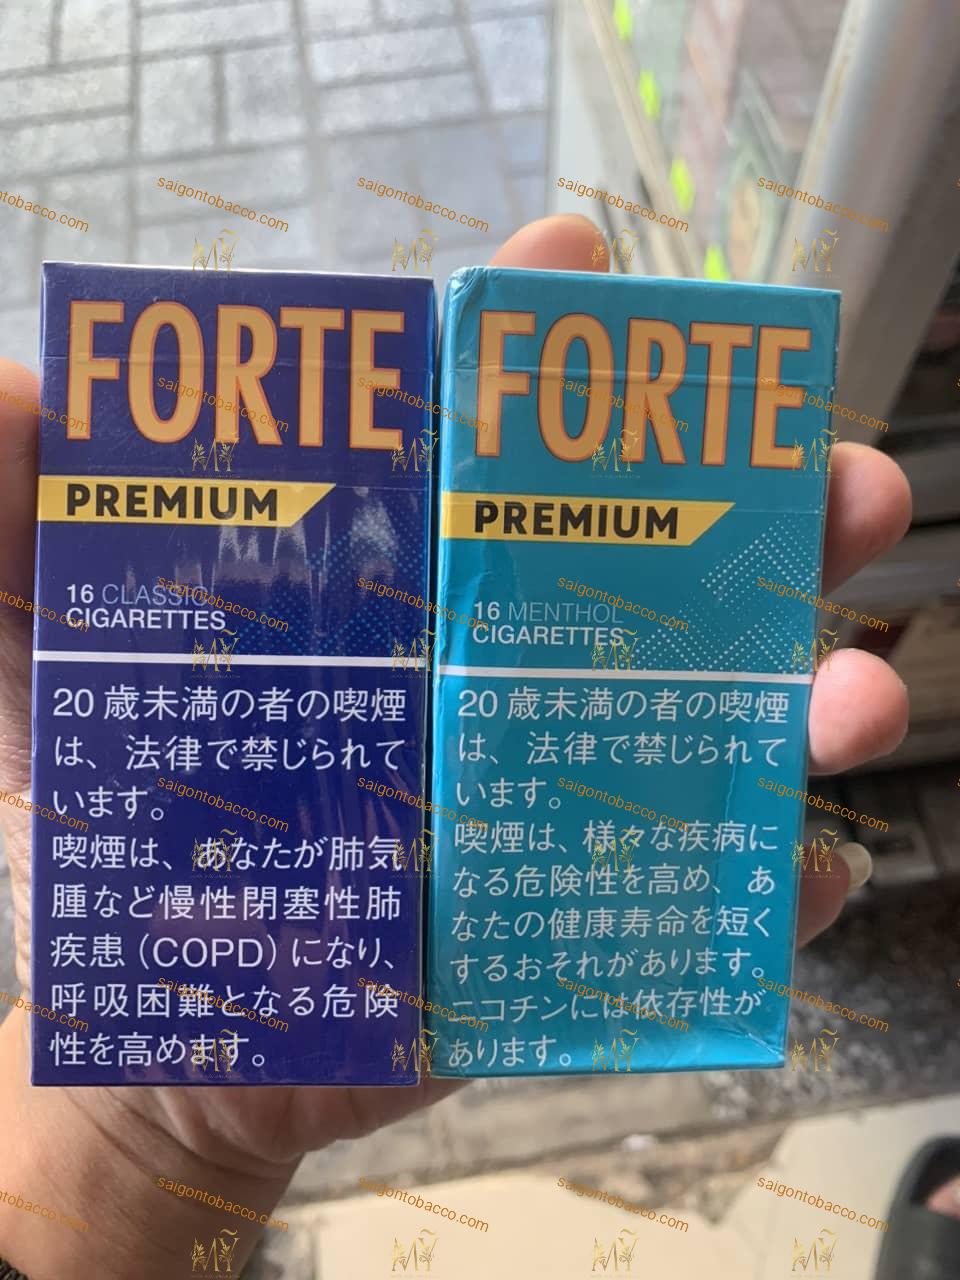 FORTE
PREMIUM
16 CLASSIC
CIGARETTES
20 歳未満の者の喫煙
は、法律で禁じられて
います。
喫煙は、あなたが肺気
腫など慢性閉塞性肺
疾患（COPD）になり、
呼吸困難となる危険
性を高めます。
FORTE
PREMIUM
16 MENTHOL
CIGARETTES
20 歳未満の者の喫煙
は、法律で禁じられて
います。
喫煙は、様々な疾病に
なる危険性を高め、あ
なたの健康寿命を短く
するおそれがあります。
ニコチンには依存性が
あります。
saigontobacco.com
MỸ